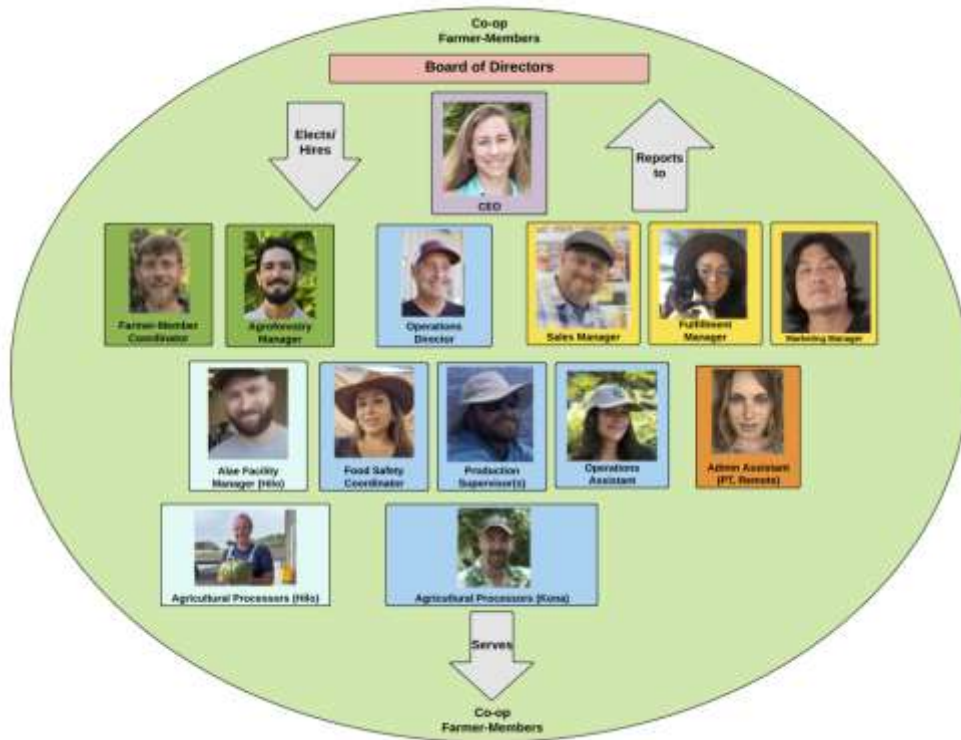 Co-op
Farmer-Members
Board of Directors
Elects/
Hires
Reports
to
CEO
Farmer-Member
Coordinator
Agroforestry
Manager
Operations
Director
Sales Manager
Fulfillment
Manager
Marketing Manager
Alae Facility
Manager (Hilo)
Food Safety
Coordinator
Production
Supervisor(s)
Operations
Assistant
Admin Assistant
(PT, Remote)
Agricultural Processors (Hilo)
Agricultural Processors (Kona)
Serves
Co-op
Farmer-Members